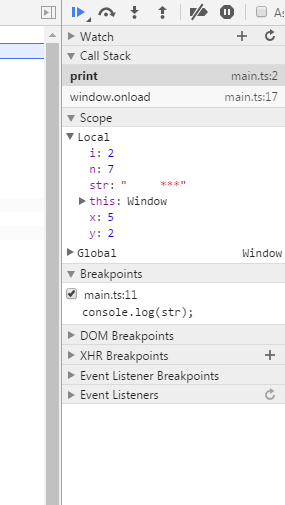 As
Watch
Call Stack
print main.ts:2
window.onload main.ts:17
Scope
Local
i: 2
n: 7
str: "     ***"
this: Window
x: 5
y: 2
Global Window
Breakpoints
main.ts:11
console.log(str);
DOM Breakpoints
XHR Breakpoints
Event Listener Breakpoints
Event Listeners